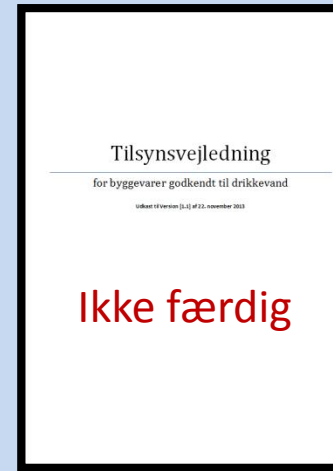 Tilsynsvejledning
for byggevarer godkendt til drikkevand
Udkast til Version [1.1] af 22. november 2013
Ikke færdig